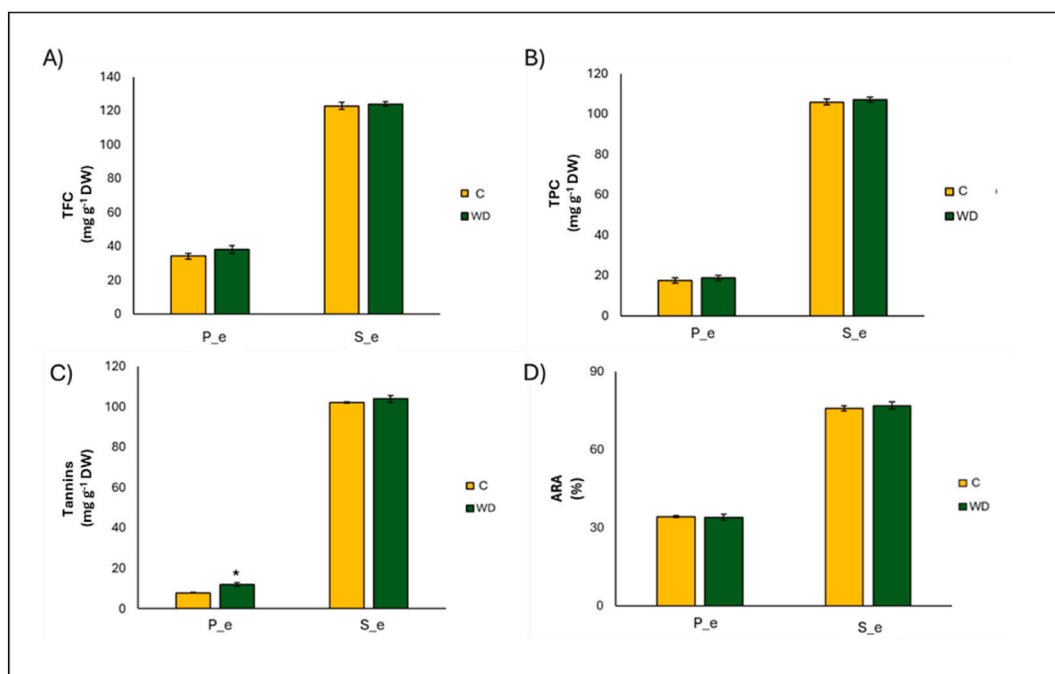 A)
140
120
100
80
60
40
20
0
TFC
(mg g⁻¹ DW)
P_e
S_e
C
WD
B)
120
100
80
60
40
20
0
TPC
(mg g⁻¹ DW)
P_e
S_e
C
WD
C)
120
100
80
60
40
20
0
Tannins
(mg g⁻¹ DW)
*
P_e
S_e
C
WD
D)
90
60
30
0
ARA
(%)
P_e
S_e
C
WD